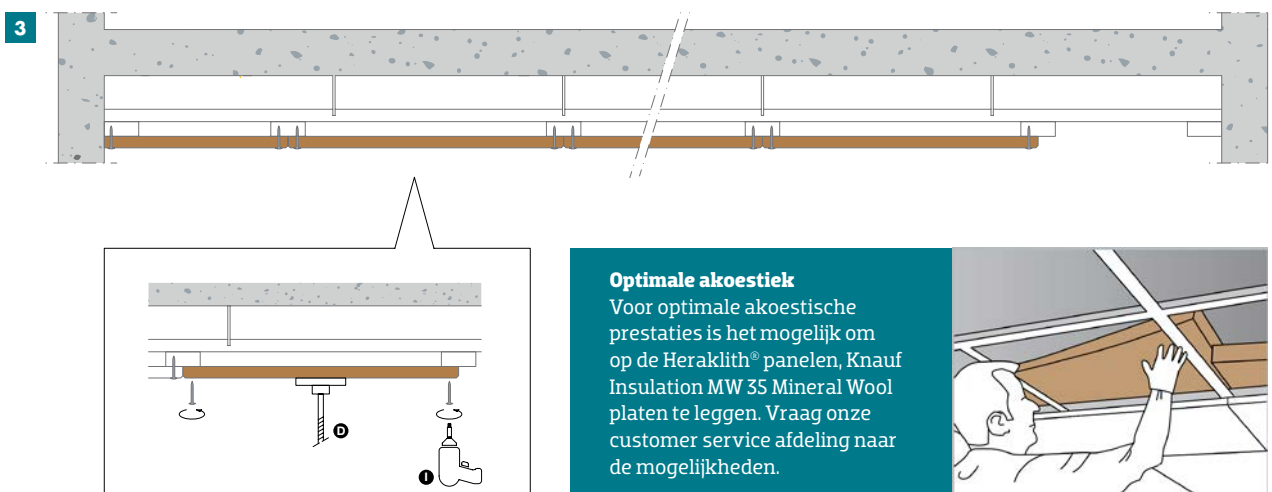 3
D
I
Optimale akoestiek
Voor optimale akoestische
prestaties is het mogelijk om
op de Heraklith® panelen, Knauf
Insulation MW 35 Mineral Wool
platen te leggen. Vraag onze
customer service afdeling naar
de mogelijkheden.